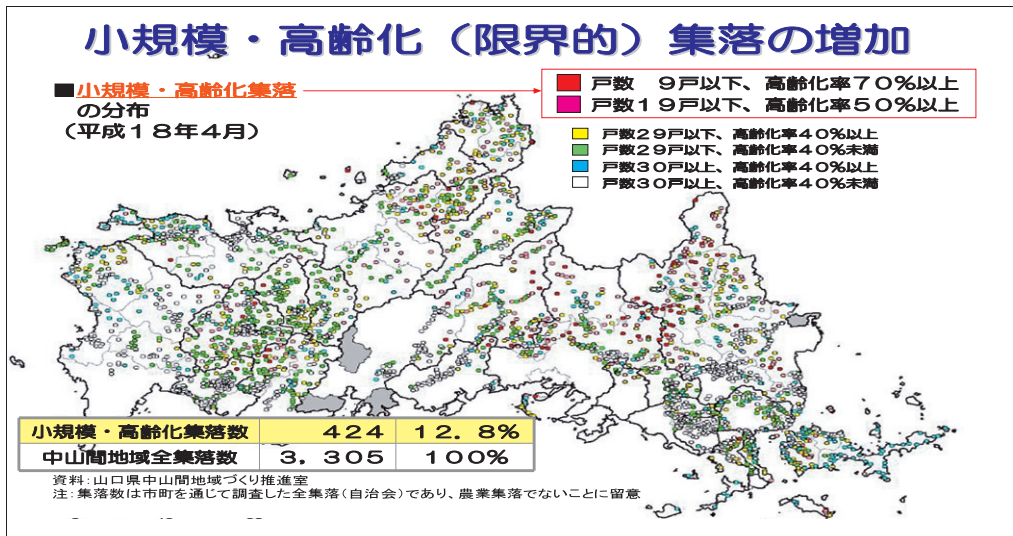 小規模・高齢化（限界的）集落の増加
■小規模・高齢化集落
の分布
（平成１８年４月）
戸数　９戸以下、高齢化率７０％以上
戸数１９戸以下、高齢化率５０％以上
戸数２９戸以下、高齢化率４０％以上
戸数２９戸以下、高齢化率４０％未満
戸数３０戸以上、高齢化率４０％以上
戸数３０戸以上、高齢化率４０％未満
小規模・高齢化集落数 ４２４ １２．８％
中山間地域全集落数 ３，３０５ １００％
資料：山口県中山間地域づくり推進室
注：集落数は市町を通じて調査した全集落（自治会）であり、農業集落でないことに留意